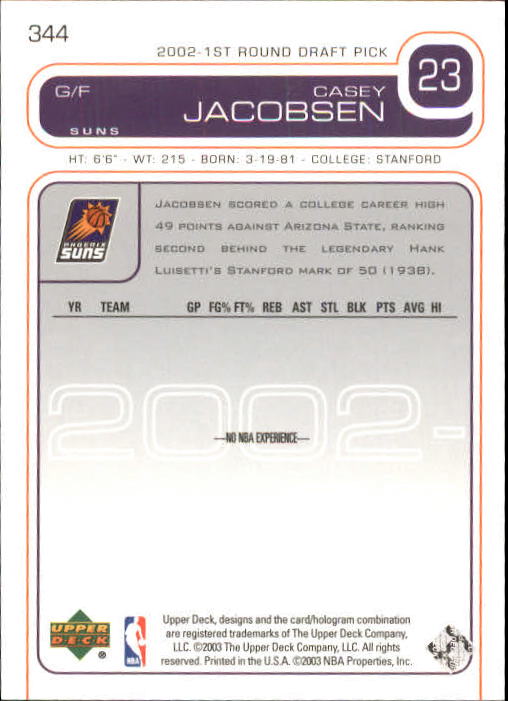 344
2002-1ST ROUND DRAFT PICK
23
G/F
CASEY
JACOBSEN
SUNS
HT: 6'6" - WT: 215 - BORN: 3-19-81 - COLLEGE: STANFORD
JACOBSEN SCORED A COLLEGE CAREER HIGH
49 POINTS AGAINST ARIZONA STATE, RANKING
SECOND BEHIND THE LEGENDARY HANK
LUISETTI'S STANFORD MARK OF 50 (1938).
PHOENIX
SUNS
YR TEAM GP FG% FT% REB AST STL BLK PTS AVG HI
2002-
—NO NBA EXPERIENCE—
UPPER
DECK
®
NBA
Upper Deck, designs and the card/hologram combination
are registered trademarks of The Upper Deck Company,
LLC. ©2003 The Upper Deck Company, LLC. All rights
reserved. Printed in the U.S.A. ©2003 NBA Properties, Inc.